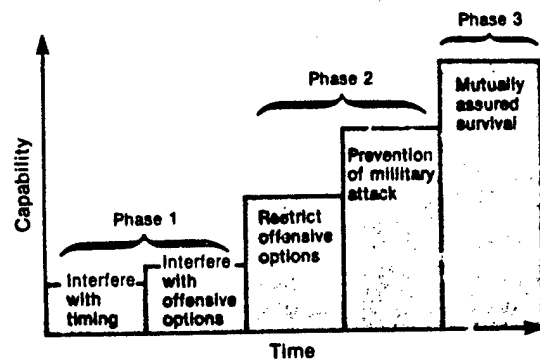 Phase 3
Phase 2
Mutually
assured
survival
Prevention
of military
attack
Capability
Phase 1
Restrict
offensive
options
Interfere
with
timing
Interfere
with
offensive
options
Time